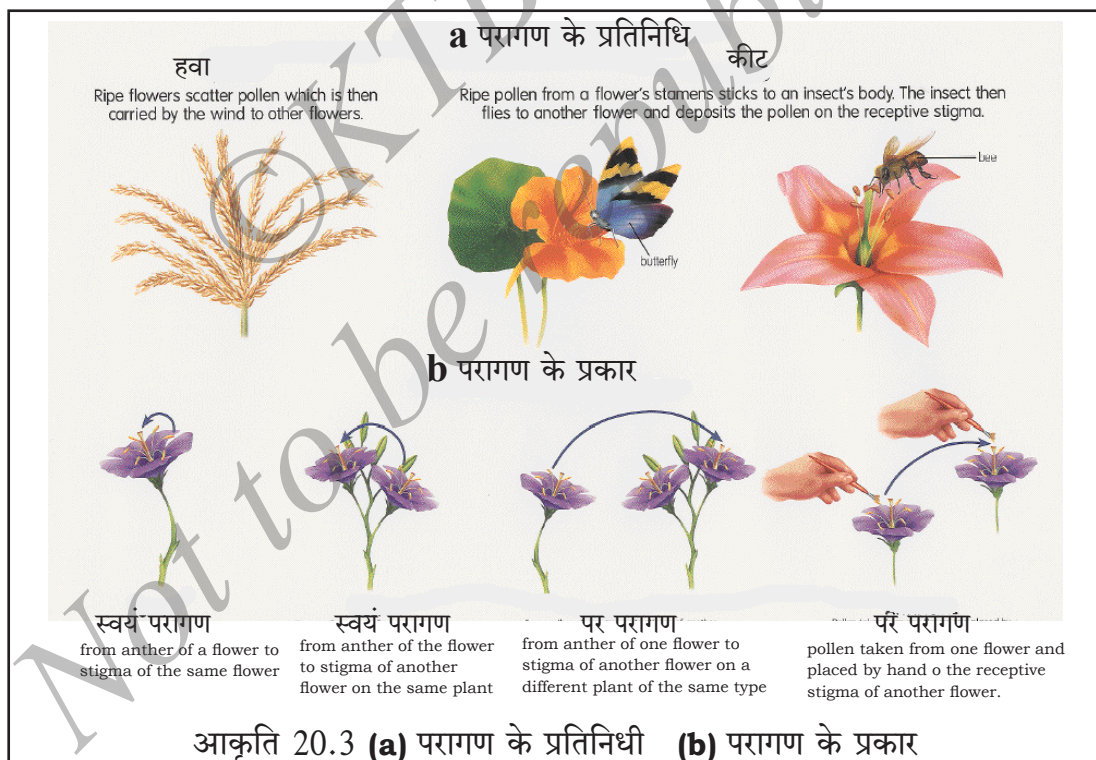 a परागण के प्रतिनिधि
हवा
कीट
Ripe flowers scatter pollen which is then
carried by the wind to other flowers.
Ripe pollen from a flower's stamens sticks to an insect's body. The insect then
flies to another flower and deposits the pollen on the receptive stigma.
bee
butterfly
b परागण के प्रकार
स्वयं परागण
from anther of a flower to
stigma of the same flower
स्वयं परागण
from anther of the flower
to stigma of another
flower on the same plant
पर परागण
from anther of one flower to
stigma of another flower on a
different plant of the same type
पर परागण
pollen taken from one flower and
placed by hand o the receptive
stigma of another flower.
आकृति 20.3 (a) परागण के प्रतिनिधी (b) परागण के प्रकार
Not to be republ
©KTB